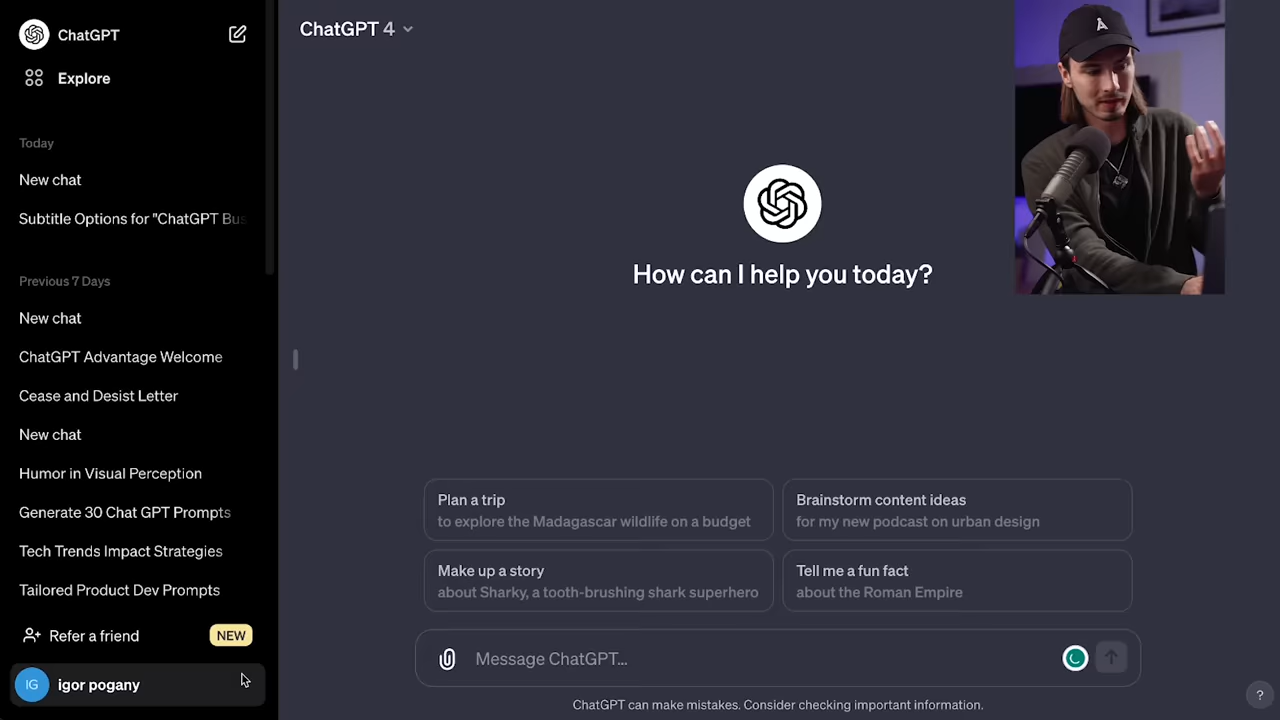 ChatGPT
Explore
Today
New chat
Subtitle Options for "ChatGPT Bus
Previous 7 Days
New chat
ChatGPT Advantage Welcome
Cease and Desist Letter
New chat
Humor in Visual Perception
Generate 30 Chat GPT Prompts
Tech Trends Impact Strategies
Tailored Product Dev Prompts
Refer a friend NEW
IG igor pogany
ChatGPT 4
How can I help you today?
Plan a trip
to explore the Madagascar wildlife on a budget
Brainstorm content ideas
for my new podcast on urban design
Make up a story
about Sharky, a tooth-brushing shark superhero
Tell me a fun fact
about the Roman Empire
Message ChatGPT...
ChatGPT can make mistakes. Consider checking important information.
?